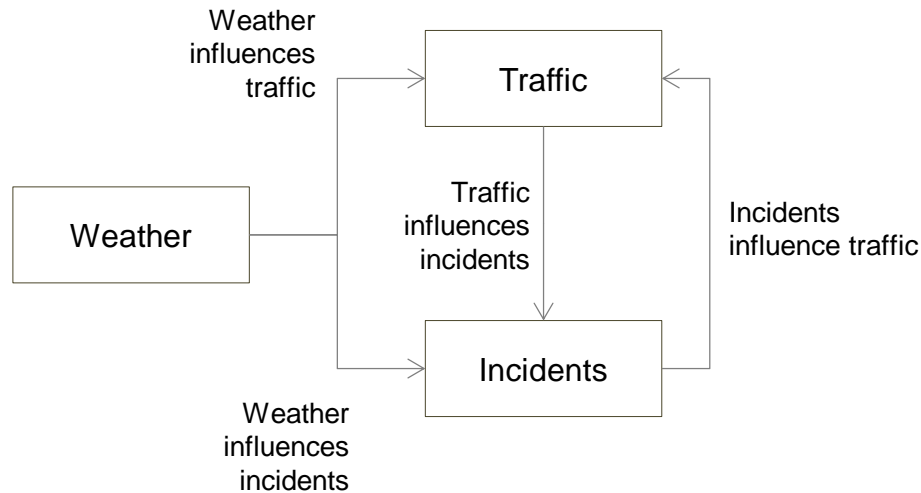 Weather
influences
traffic
Traffic
Weather
Traffic
influences
incidents
Incidents
influence traffic
Incidents
Weather
influences
incidents